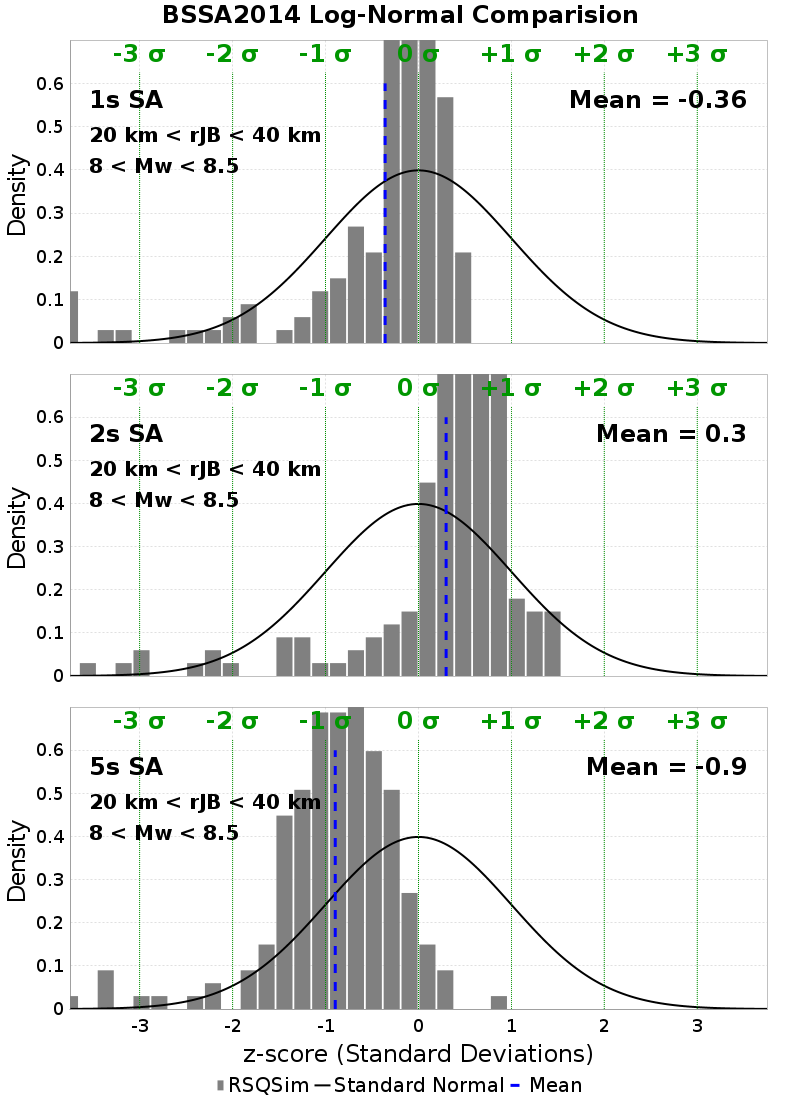 BSSA2014 Log-Normal Comparision
-3 σ -2 σ -1 σ 0 σ +1 σ +2 σ +3 σ
1s SA
Mean = -0.36
20 km < rJB < 40 km
8 < Mw < 8.5
0.6
0.5
0.4
0.3
0.2
0.1
0
Density
-3 σ -2 σ -1 σ 0 σ +1 σ +2 σ +3 σ
2s SA
Mean = 0.3
20 km < rJB < 40 km
8 < Mw < 8.5
0.6
0.5
0.4
0.3
0.2
0.1
0
Density
-3 σ -2 σ -1 σ 0 σ +1 σ +2 σ +3 σ
5s SA
Mean = -0.9
20 km < rJB < 40 km
8 < Mw < 8.5
0.6
0.5
0.4
0.3
0.2
0.1
0
Density
-3 -2 -1 0 1 2 3
z-score (Standard Deviations)
RSQSim Standard Normal Mean